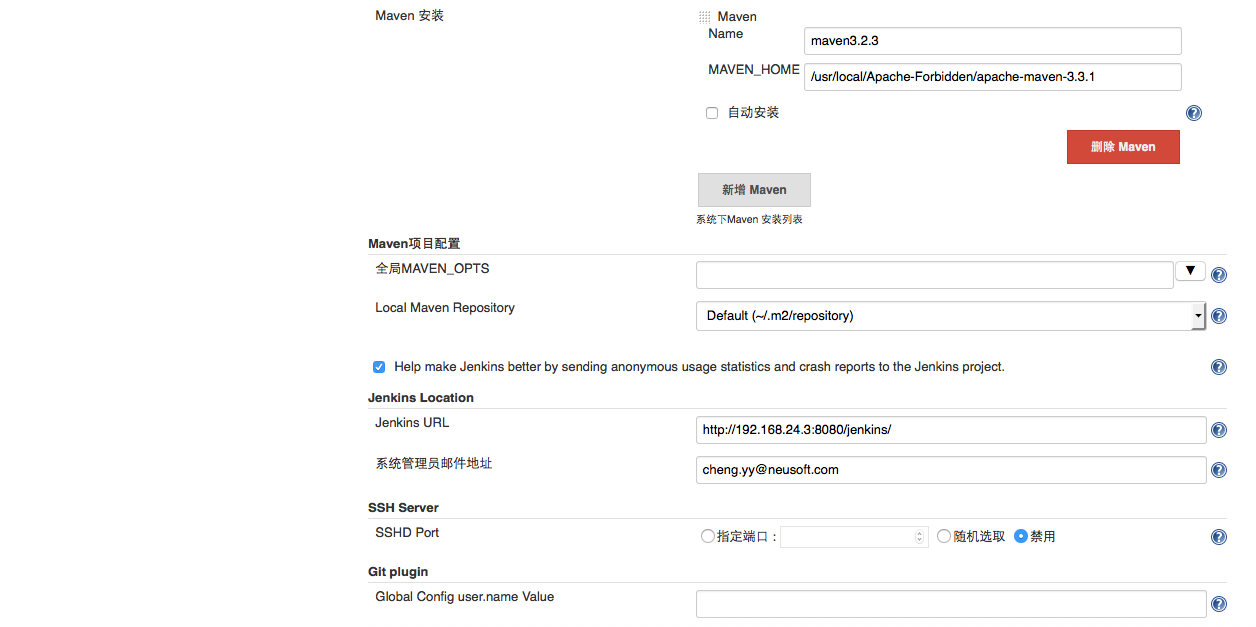 Maven 安装
Maven
Name
maven3.2.3
MAVEN_HOME
/usr/local/Apache-Forbidden/apache-maven-3.3.1
自动安装
删除 Maven
新增 Maven
系统下Maven 安装列表
Maven项目配置
全局MAVEN_OPTS
Local Maven Repository
Default (~/.m2/repository)
Help make Jenkins better by sending anonymous usage statistics and crash reports to the Jenkins project.
Jenkins Location
Jenkins URL
http://192.168.24.3:8080/jenkins/
系统管理员邮件地址
cheng.yy@neusoft.com
SSH Server
SSHD Port
指定端口 : 随机选取 禁用
Git plugin
Global Config user.name Value